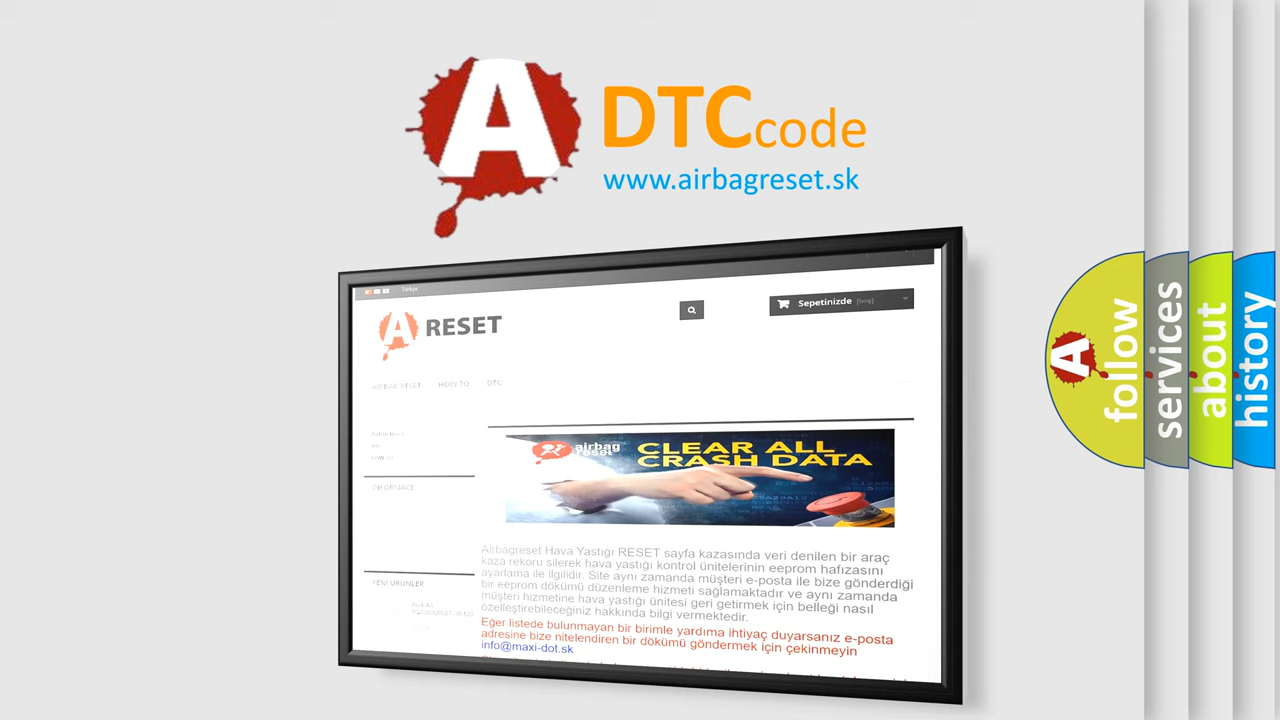 A DTC code
www.airbagreset.sk
Türkçe
A RESET
Sepetinizde
AIRBAG RESET HOW TO DTC
airbag
reset
CLEAR ALL
CRASH DATA
INFORMACE
Airbagreset Hava Yastığı RESET sayfa kazasında veri denilen bir araç
kaza rekoru silerek hava yastığı kontrol ünitelerinin eeprom hafızasını
ayarlama ile ilgilidir. Site aynı zamanda müşteri e-posta ile bize gönderdiği
bir eeprom dökümü düzenleme hizmeti sağlamaktadır ve aynı zamanda
müşteri hizmetine hava yastığı ünitesi geri getirmek için belleği nasıl
özelleştirebileceğiniz hakkında bilgi vermektedir.
Eğer listede bulunmayan bir birimle yardıma ihtiyaç duyarsanız e-posta
adresine bize nitelendiren bir dökümü göndermek için çekinmeyin
info@maxi-dot.sk
YENI ÜRÜNLER
A
follow
services
about
history